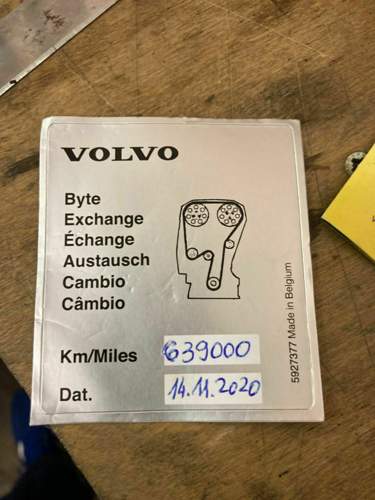 VOLVO
Byte
Exchange
Échange
Austausch
Cambio
Câmbio
Km/Miles 639000
Dat. 14.11.2020
5927377 Made in Belgium